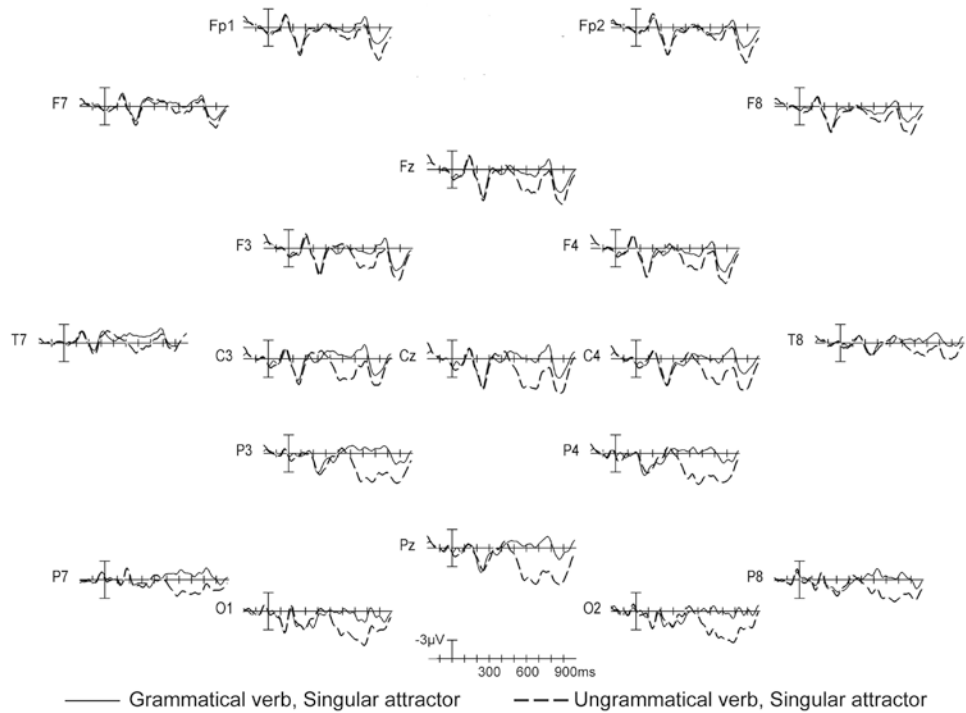 Fp1 Fp2
F7 F8
Fz
F3 F4
T7 C3 Cz C4 T8
P3 P4
Pz
P7 P8
O1 O2
-3µV
300 600 900ms
Grammatical verb, Singular attractor Ungrammatical verb, Singular attractor